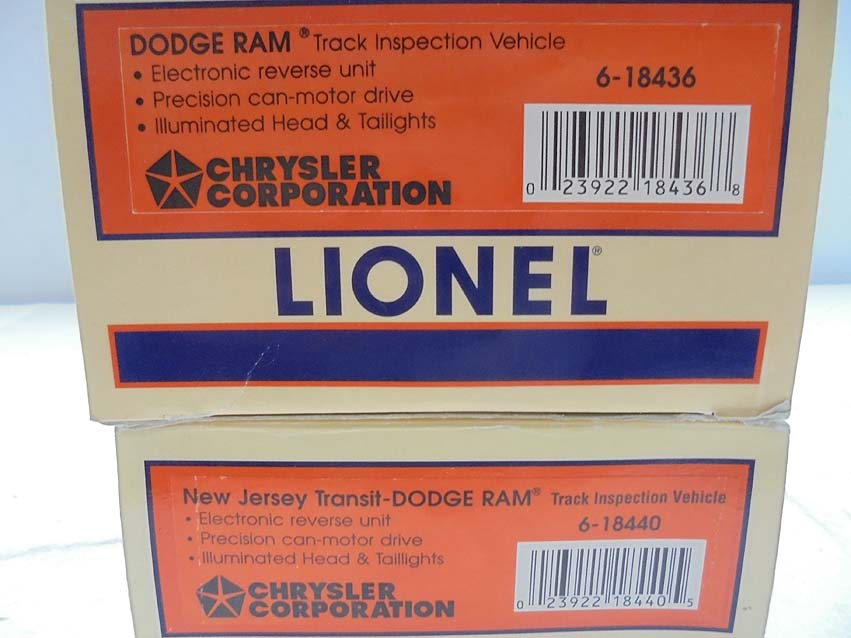 DODGE RAM® Track Inspection Vehicle
• Electronic reverse unit
6-18436
• Precision can-motor drive
• Illuminated Head & Tailights
CHRYSLER
CORPORATION
0 23922 18436 8
LIONEL®
New Jersey Transit-DODGE RAM® Track Inspection Vehicle
• Electronic reverse unit
6-18440
• Precision can-motor drive
• Illuminated Head & Taillights
CHRYSLER
CORPORATION
0 23922 18440 5